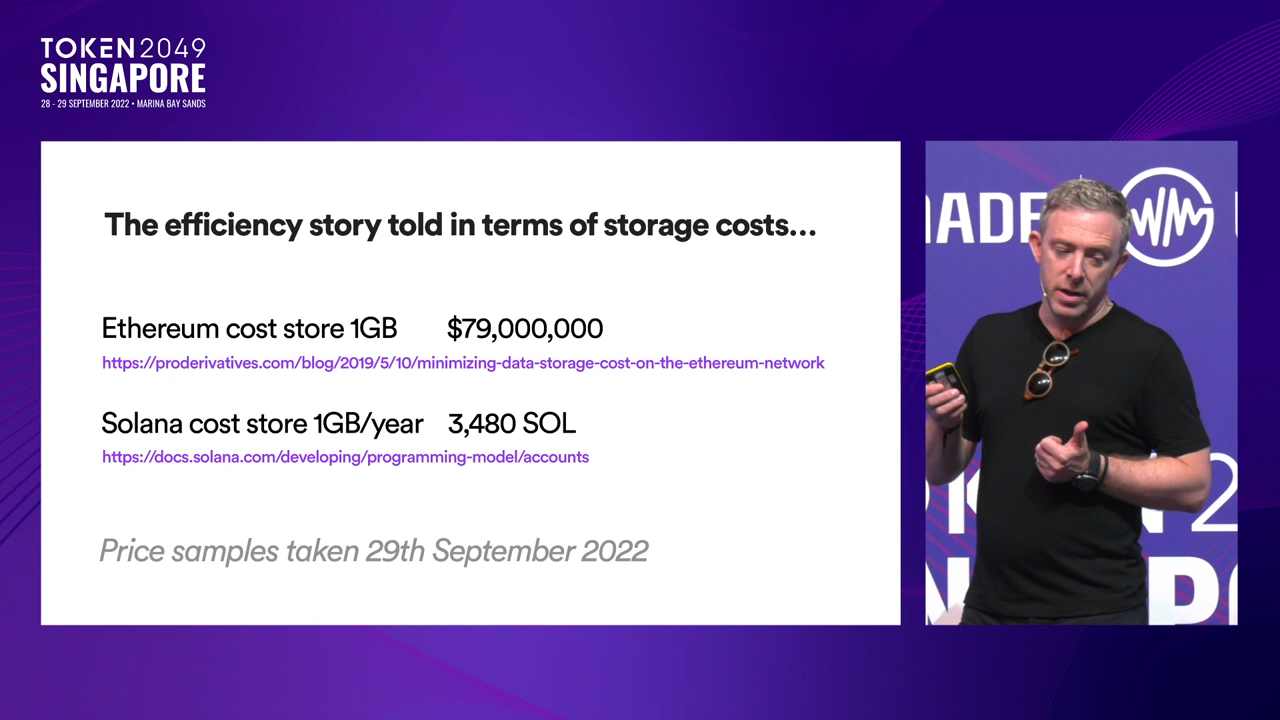 TOKEN2049
SINGAPORE
28 - 29 SEPTEMBER 2022 • MARINA BAY SANDS
The efficiency story told in terms of storage costs...
Ethereum cost store 1GB $79,000,000
https://proderivatives.com/blog/2019/5/10/minimizing-data-storage-cost-on-the-ethereum-network
Solana cost store 1GB/year 3,480 SOL
https://docs.solana.com/developing/programming-model/accounts
Price samples taken 29th September 2022